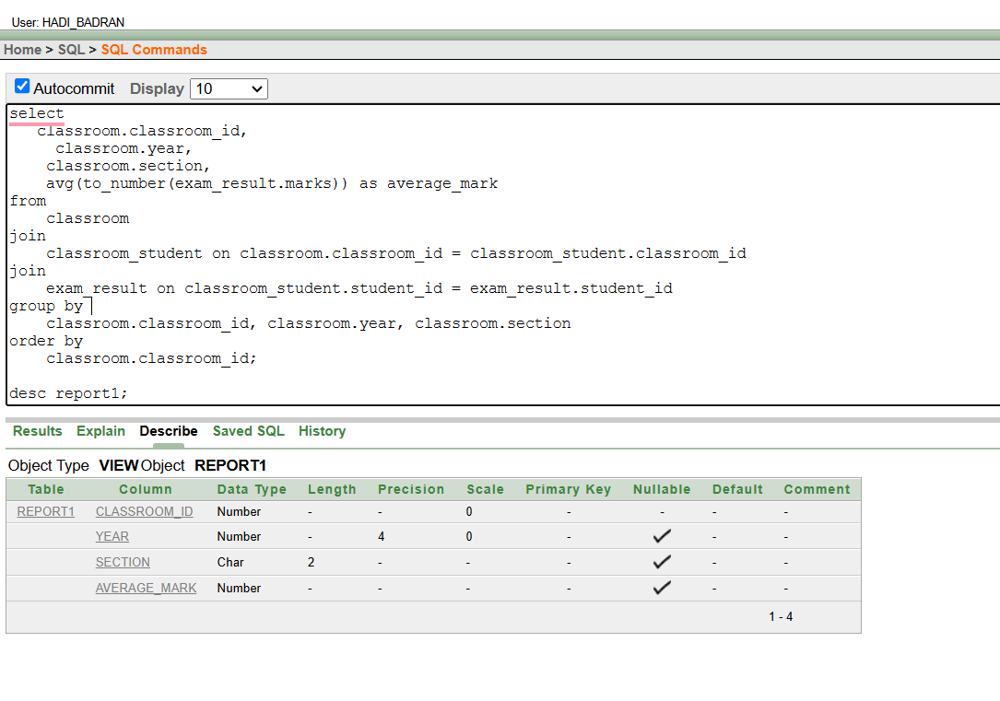 User: HADI_BADRAN
Home > SQL > SQL Commands
Autocommit Display 10
select
classroom.classroom_id,
classroom.year,
classroom.section,
avg(to_number(exam_result.marks)) as average_mark
from
classroom
join
classroom_student on classroom.classroom_id = classroom_student.classroom_id
join
exam_result on classroom_student.student_id = exam_result.student_id
group by
classroom.classroom_id, classroom.year, classroom.section
order by
classroom.classroom_id;
desc report1;
Results Explain Describe Saved SQL History
Object Type VIEW Object REPORT1
Table Column Data Type Length Precision Scale Primary Key Nullable Default Comment
REPORT1 CLASSROOM_ID Number - - 0 - - - -
YEAR Number - 4 0 - - -
SECTION Char 2 - - - - -
AVERAGE_MARK Number - - - - - -
1 - 4